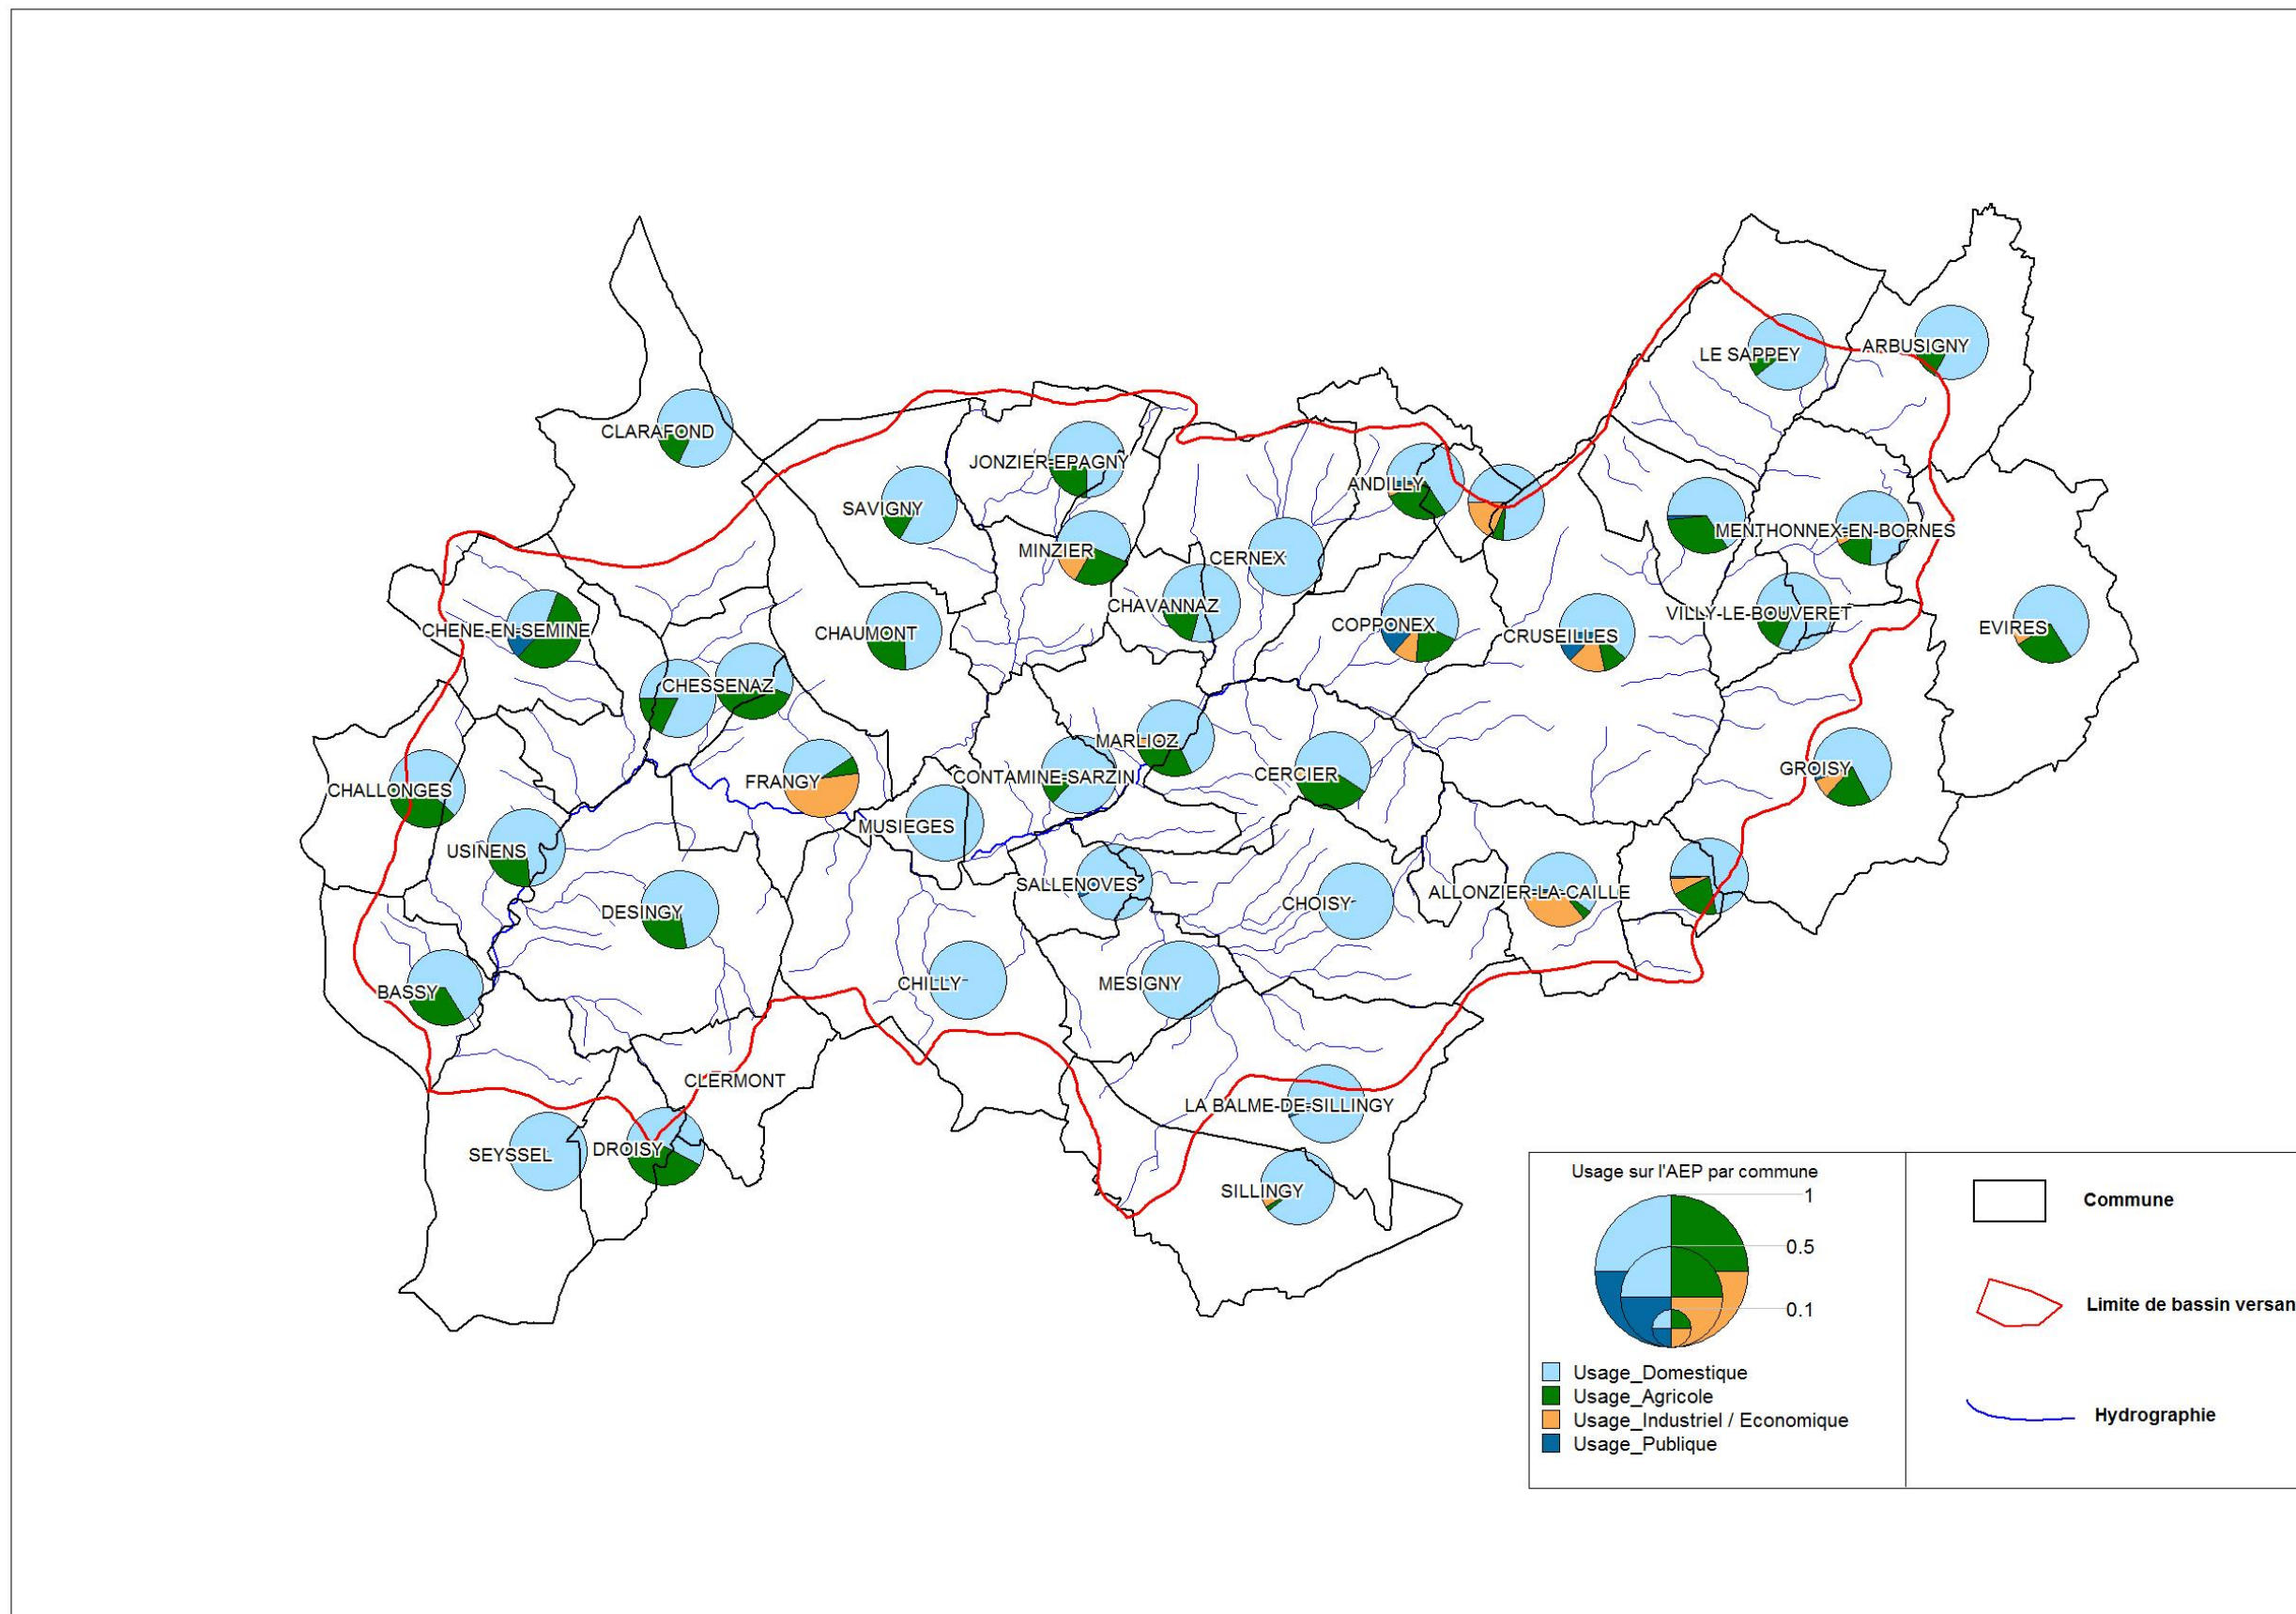 LE SAPPEY
ARBUSIGNY
CLARAFOND
JONZIER-EPAGNY
ANDILLY
SAVIGNY
MENTHONNEX-EN-BORNES
MINZIER
CERNEX
CHAVANNAZ
VILLY-LE-BOUVERET
COPPONEX
EVIRES
CHENE-EN-SEMINE
CHAUMONT
CRUSEILLES
CHESSENAZ
MARLIOZ
GROISY
CERCIER
CONTAMINE-SARZIN
FRANGY
CHALLONGES
MUSIEGES
USINENS
SALLENOVES
ALLONZIER-LA-CAILLE
CHOISY
DESINGY
CHILLY
MESIGNY
BASSY
CLERMONT
LA BALME-DE-SILLINGY
DROISY
SEYSSEL
SILLINGY
Usage sur l'AEP par commune
1
0.5
0.1
Usage_Domestique
Usage_Agricole
Usage_Industriel / Economique
Usage_Publique
Commune
Limite de bassin versan
Hydrographie